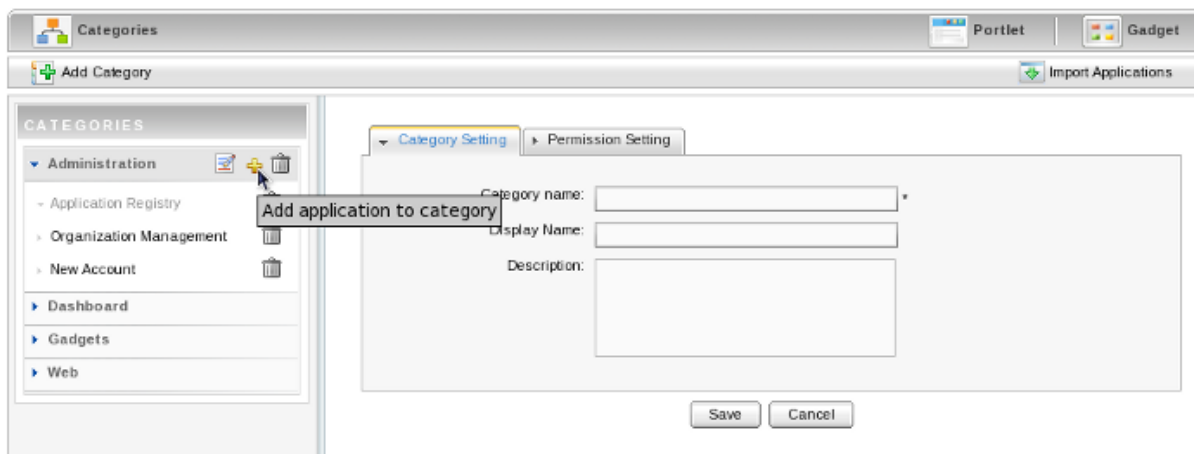 Categories Portlet Gadget
Add Category Import Applications
CATEGORIES
Administration
Application Registry
Organization Management
New Account
Dashboard
Gadgets
Web
Add application to category
Category Setting Permission Setting
Category name: *
Display Name:
Description:
Save Cancel